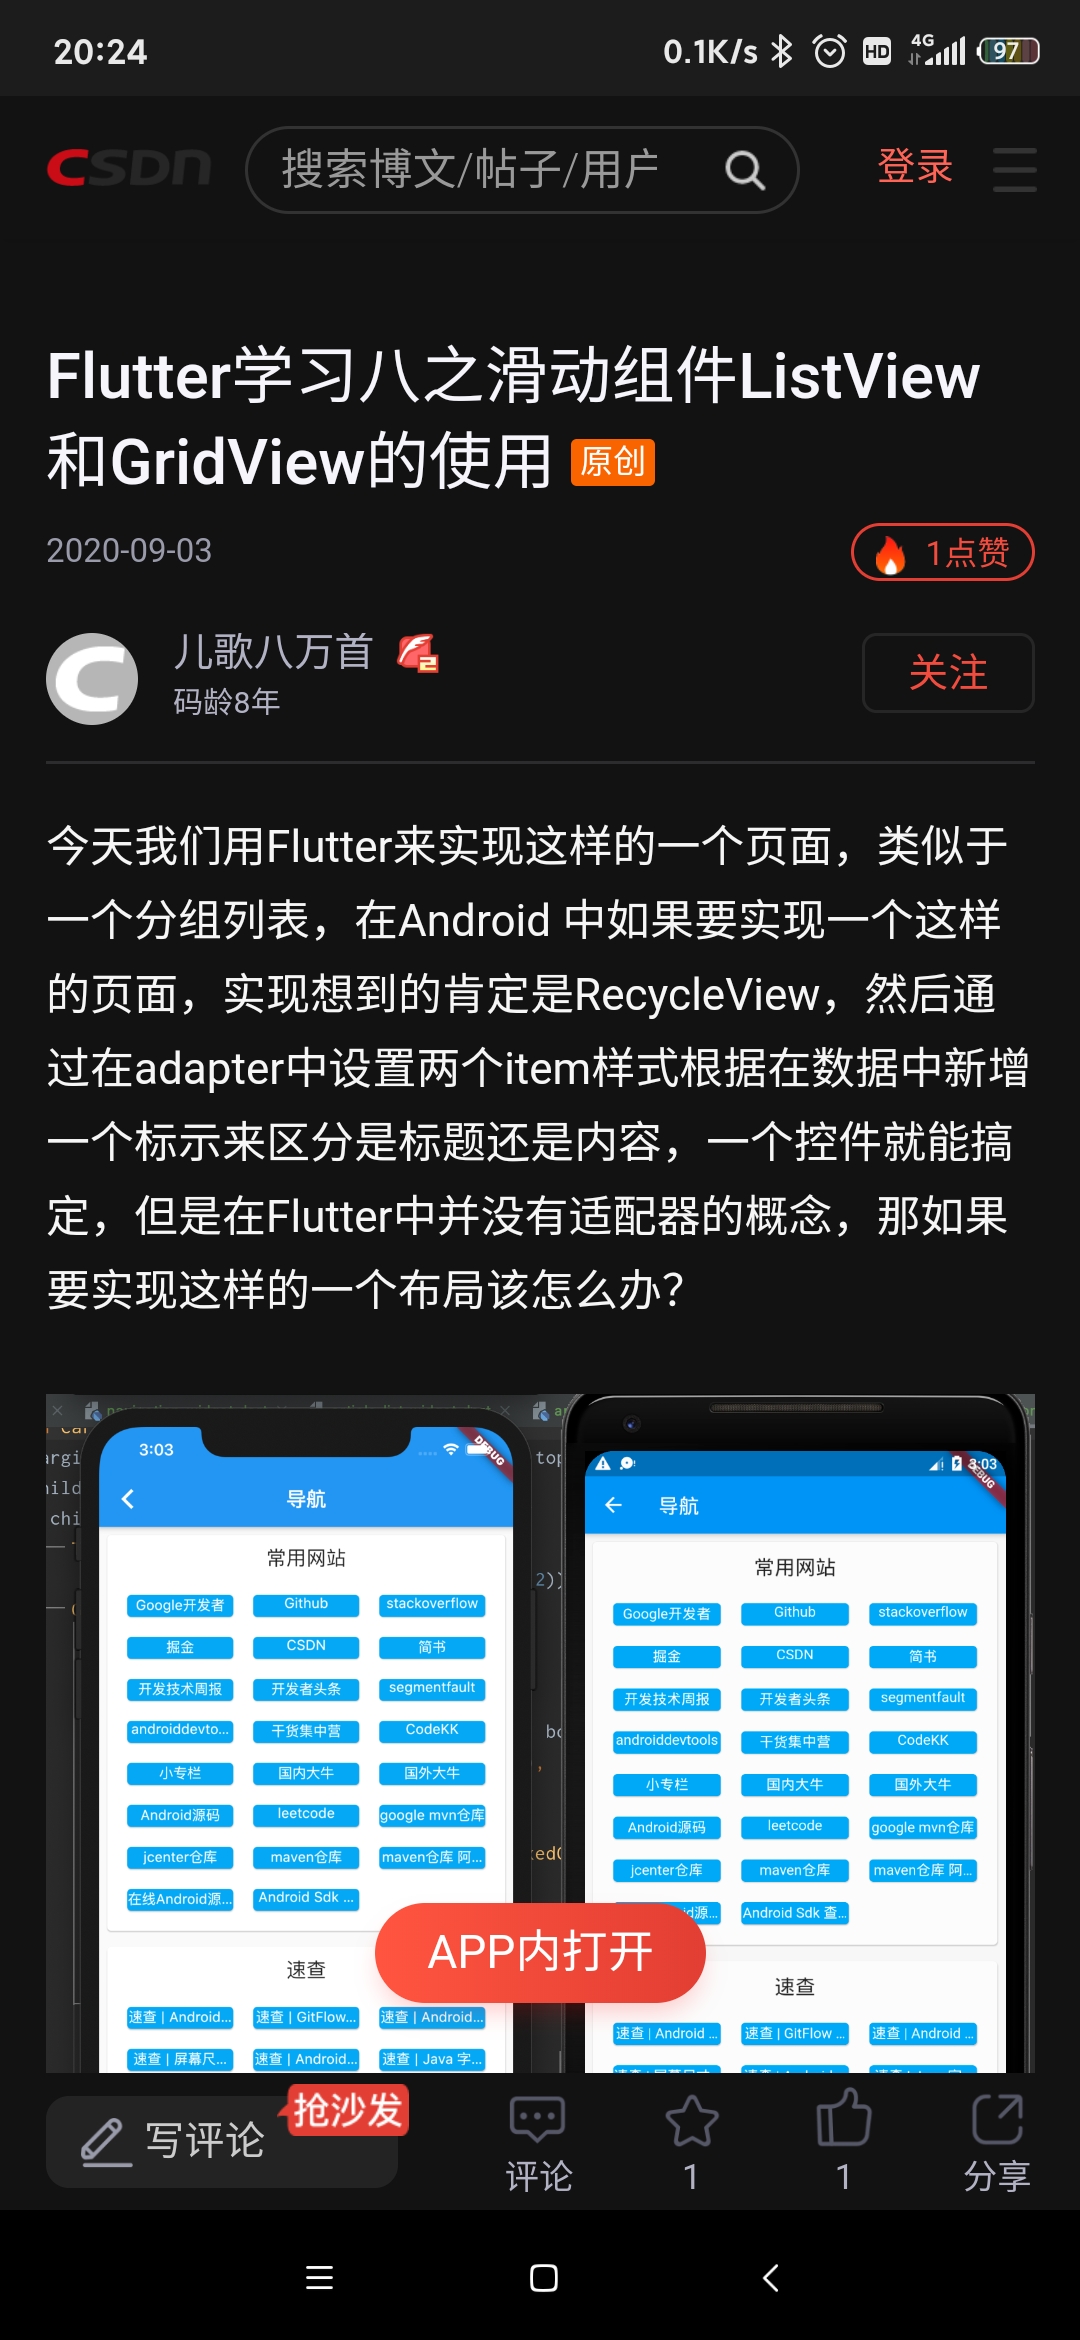 20:24
0.1K/s HD 4G 97
CSDN
搜索博文/帖子/用户
登录
Flutter学习八之滑动组件ListView
和GridView的使用 原创
2020-09-03
1点赞
儿歌八万首 2
码龄8年
关注
今天我们用Flutter来实现这样的一个页面，类似于
一个分组列表，在Android 中如果要实现一个这样
的页面，实现想到的肯定是RecycleView，然后通
过在adapter中设置两个item样式根据在数据中新增
一个标示来区分是标题还是内容，一个控件就能搞
定，但是在Flutter中并没有适配器的概念，那如果
要实现这样的一个布局该怎么办？
3:03
DEBUG
导航
常用网站
Google开发者 Github stackoverflow
掘金 CSDN 简书
开发技术周报 开发者头条 segmentfault
androiddevto... 干货集中营 CodeKK
小专栏 国内大牛 国外大牛
Android源码 leetcode google mvn仓库
jcenter仓库 maven仓库 maven仓库 阿...
在线Android源... Android Sdk ...
速查
速查 | Android... 速查 | GitFlow... 速查 | Android...
速查 | 屏幕尺... 速查 | Android... 速查 | Java 字...
3:03
DEBUG
导航
常用网站
Google开发者 Github stackoverflow
掘金 CSDN 简书
开发技术周报 开发者头条 segmentfault
androiddevtools 干货集中营 CodeKK
小专栏 国内大牛 国外大牛
Android源码 leetcode google mvn仓库
jcenter仓库 maven仓库 maven仓库 阿...
id源... Android Sdk 查...
速查
速查 | Android ... 速查 | GitFlow ... 速查 | Android ...
APP内打开
写评论
抢沙发
评论
1
1
分享